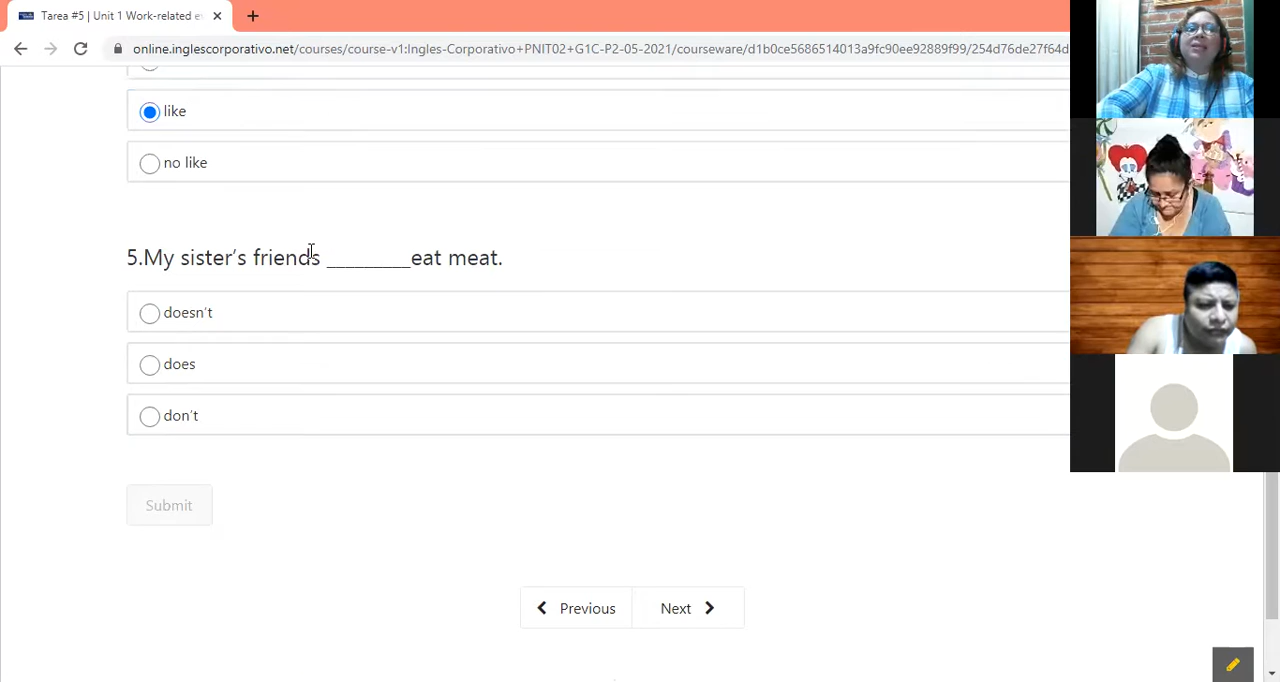 Tarea #5 | Unit 1 Work-related e
online.inglescorporativo.net/courses/course-v1:Ingles-Corporativo+PNIT02+G1C-P2-05-2021/courseware/d1b0ce5686514013a9fc90ee92889f99/254d76de27f64d
like
no like
5.My sister’s friends _________eat meat.
doesn’t
does
don’t
Submit
Previous
Next